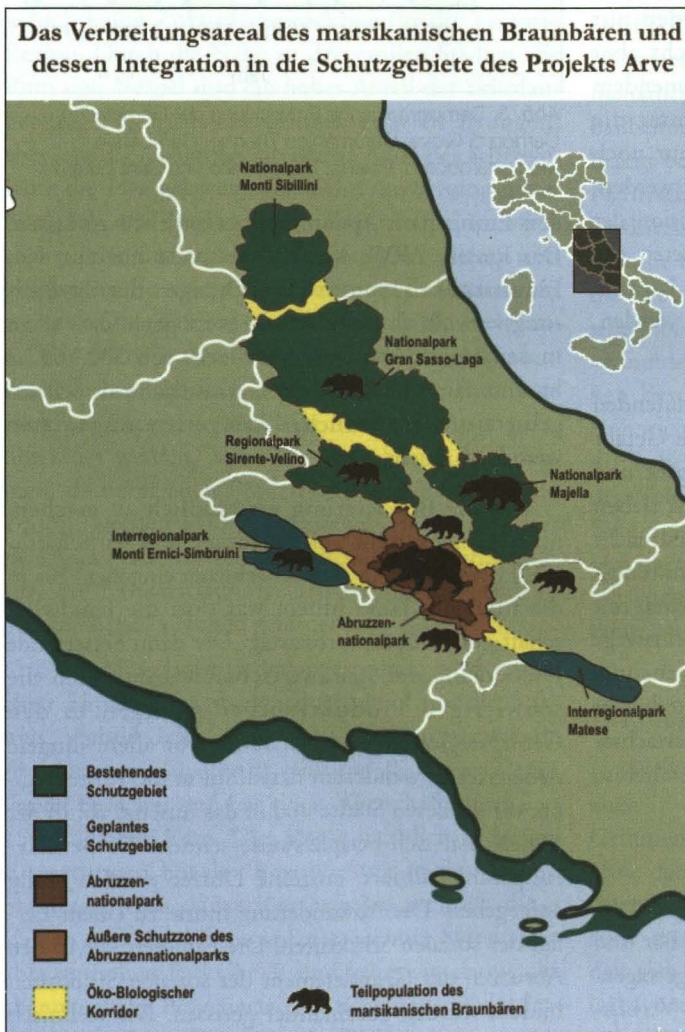 Das Verbreitungsareal des marsikanischen Braunbären und
dessen Integration in die Schutzgebiete des Projekts Arve
Nationalpark
Monti Sibillini
Nationalpark
Gran Sasso-Laga
Regionalpark
Sirente-Velino
Nationalpark
Majella
Interregionalpark
Monti Ernici-Simbruini
Abruzzen-
nationalpark
Interregionalpark
Matese
Bestehendes
Schutzgebiet
Geplantes
Schutzgebiet
Abruzzen-
nationalpark
Äußere Schutzzone des
Abruzzennationalparks
Öko-Biologischer
Korridor
Teilpopulation des
marsikanischen Braunbären